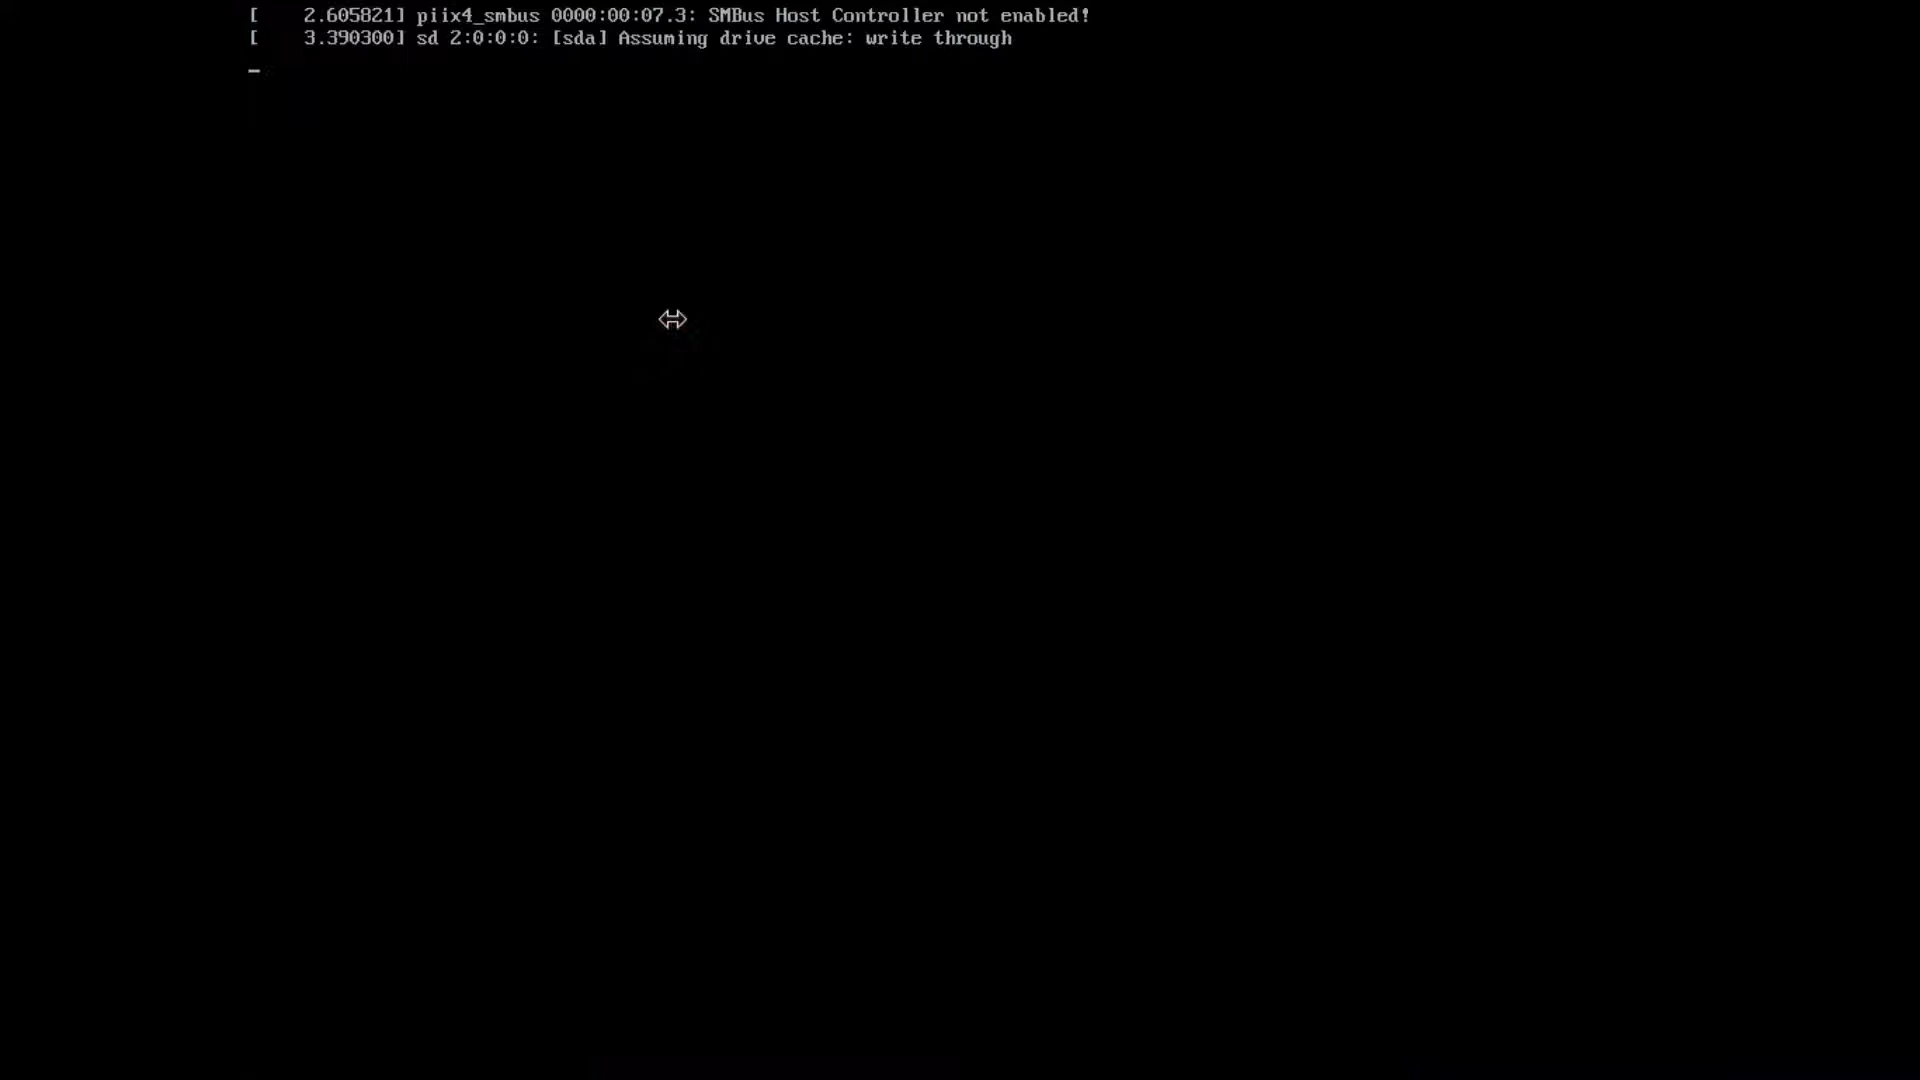 [    2.605821] piix4_smbus 0000:00:07.3: SMBus Host Controller not enabled!
[    3.390300] sd 2:0:0:0: [sda] Assuming drive cache: write through